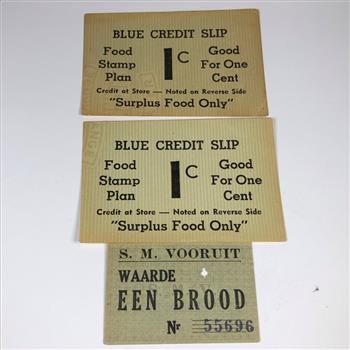 BLUE CREDIT SLIP
Food Stamp Plan
1c
Good For One Cent
Credit at Store — Noted on Reverse Side
"Surplus Food Only"
BLUE CREDIT SLIP
Food Stamp Plan
1c
Good For One Cent
Credit at Store — Noted on Reverse Side
"Surplus Food Only"
S. M. VOORUIT
WAARDE
EEN BROOD
Nr 55696